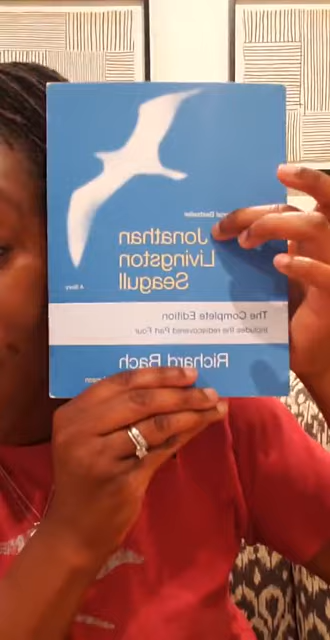 Bestseller
Jonathan
Livingston
Seagull
A Story
The Complete Edition
Includes the rediscovered Part Four
Richard Bach